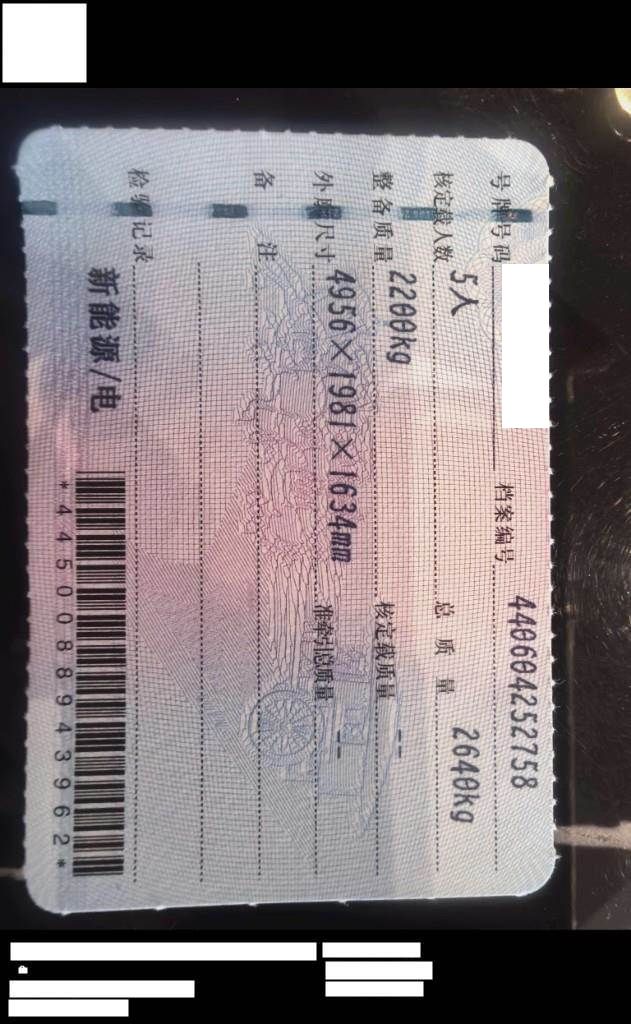 号牌号码 档案编号 440604252758
核定载人数 5人 总质量 2640kg
整备质量 2200kg 核定载质量 --
外廓尺寸 4956×1981×1634mm 准牵引总质量 --
备注
检验记录
新能源/电
*4450088943962*